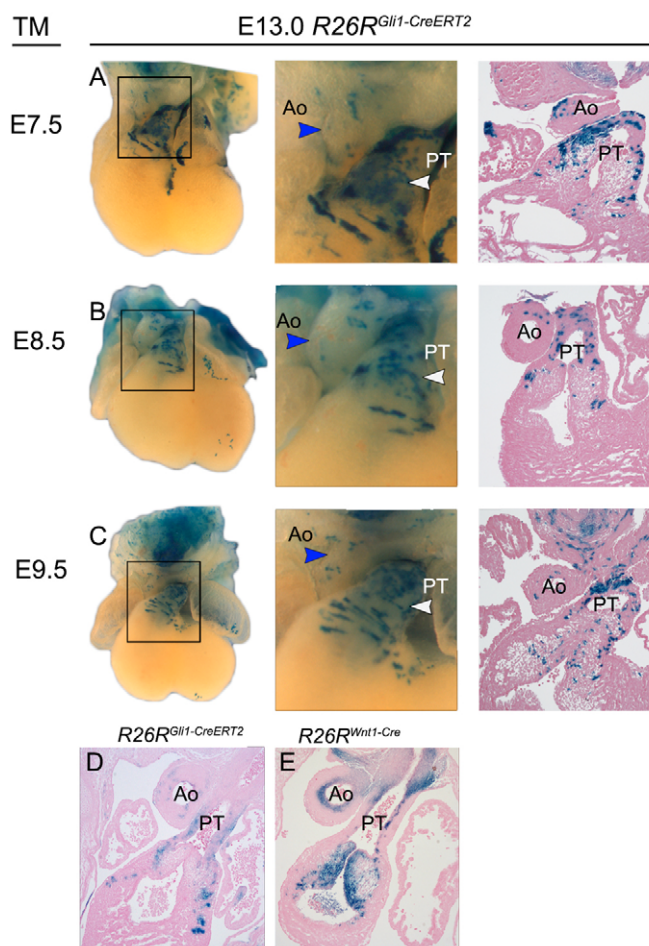 TM E13.0 R26R^Gli1-CreERT2
A
E7.5
Ao
PT
Ao
PT
B
E8.5
Ao
PT
Ao
PT
C
E9.5
Ao
PT
Ao
PT
R26R^Gli1-CreERT2 R26R^Wnt1-Cre
D
Ao
PT
E
Ao
PT